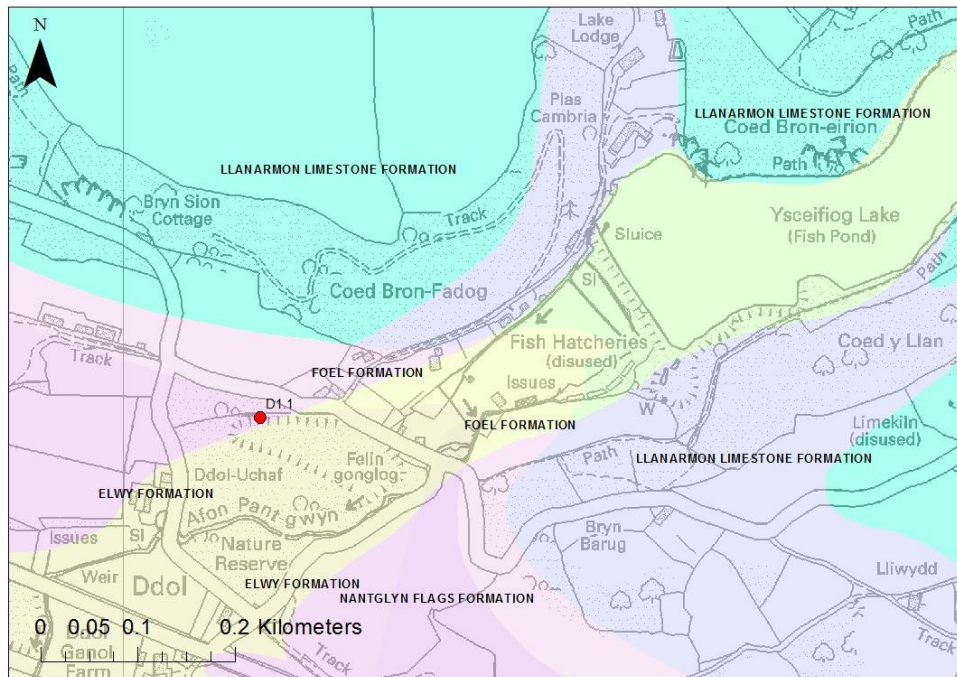 N
Lake
Lodge
Path
Path
Plas
Cambria
LLANARMON LIMESTONE FORMATION
Coed Bron-eirion
Path
LLANARMON LIMESTONE FORMATION
Bryn Sion
Cottage
Track
Ysceifiog Lake
(Fish Pond)
Sluice
Path
Coed Bron-Fadog
Sl
Fish Hatcheries
(disused)
Coed y Llan
Track
FOEL FORMATION
Issues
D1.1
W
FOEL FORMATION
Limekiln
(disused)
Path
LLANARMON LIMESTONE FORMATION
Ddol-Uchaf
Felin
gonglog
ELWY FORMATION
Afon Pant gwyn
Issues
Sl
Bryn
Barug
Nature
Reserve
Weir
Ddol
ELWY FORMATION
Lliwydd
NANTGLYN FLAGS FORMATION
0 0.05 0.1 0.2 Kilometers
Ddol
Ganol
Farm
Track
Track